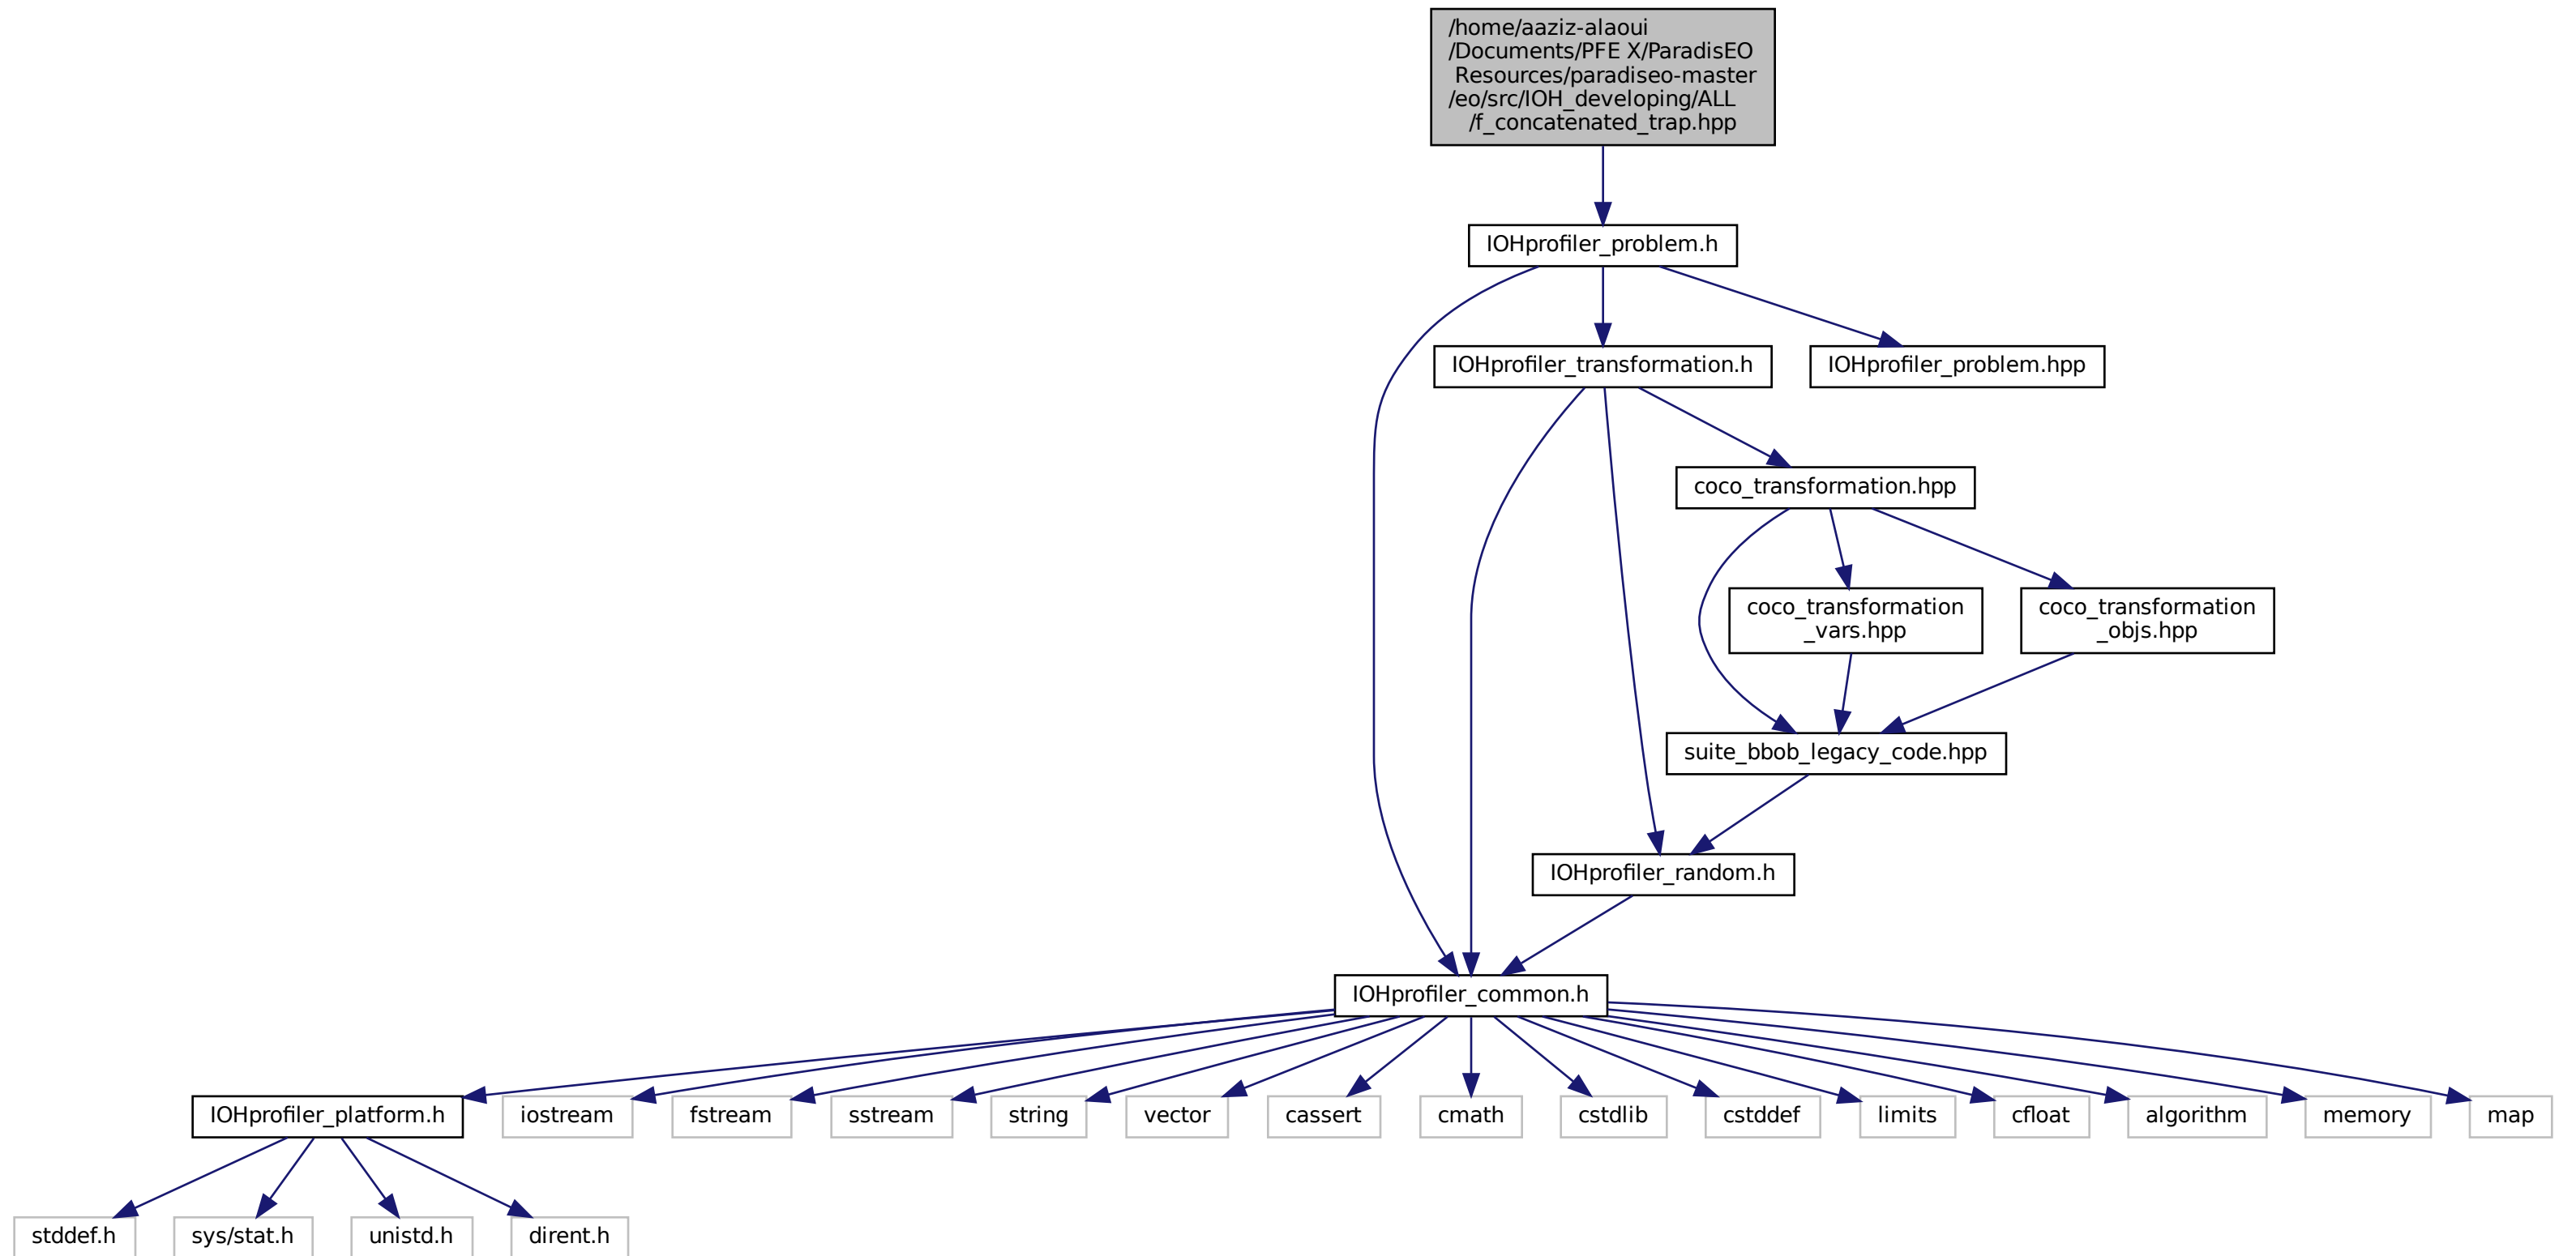 /home/aaziz-alaoui
/Documents/PFE X/ParadisEO
Resources/paradiseo-master
/eo/src/IOH_developing/ALL
/f_concatenated_trap.hpp
IOHprofiler_problem.h
IOHprofiler_transformation.h
IOHprofiler_problem.hpp
coco_transformation.hpp
coco_transformation
_vars.hpp
coco_transformation
_objs.hpp
suite_bbob_legacy_code.hpp
IOHprofiler_random.h
IOHprofiler_common.h
IOHprofiler_platform.h
iostream
fstream
sstream
string
vector
cassert
cmath
cstdlib
cstddef
limits
cfloat
algorithm
memory
map
stddef.h
sys/stat.h
unistd.h
dirent.h